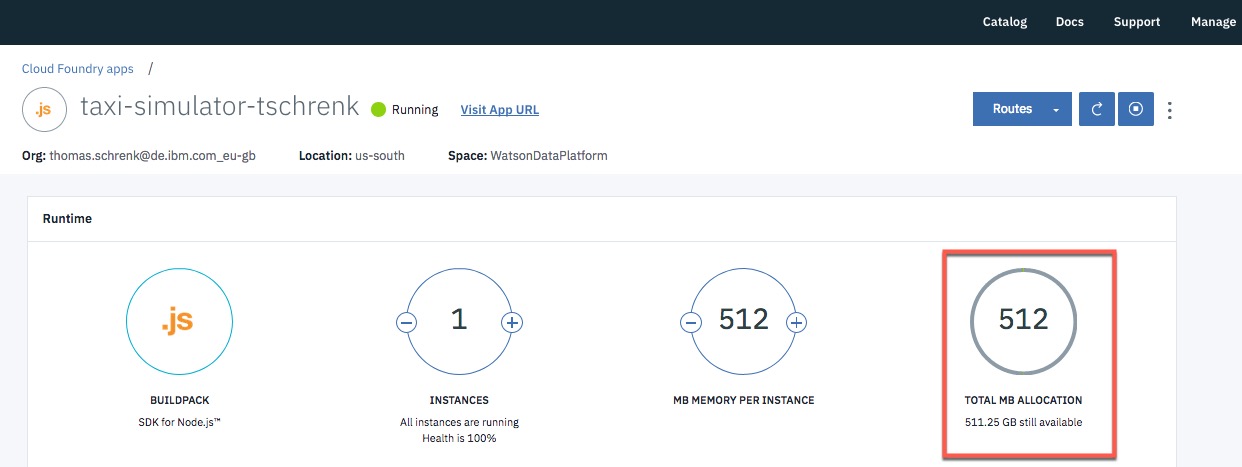 Catalog Docs Support Manage
Cloud Foundry apps /
.js taxi-simulator-tschrenk Running Visit App URL Routes
Org: thomas.schrenk@de.ibm.com_eu-gb Location: us-south Space: WatsonDataPlatform
Runtime
.js 1 512 512
BUILDPACK INSTANCES MB MEMORY PER INSTANCE TOTAL MB ALLOCATION
SDK for Node.js™ All instances are running 511.25 GB still available
Health is 100%